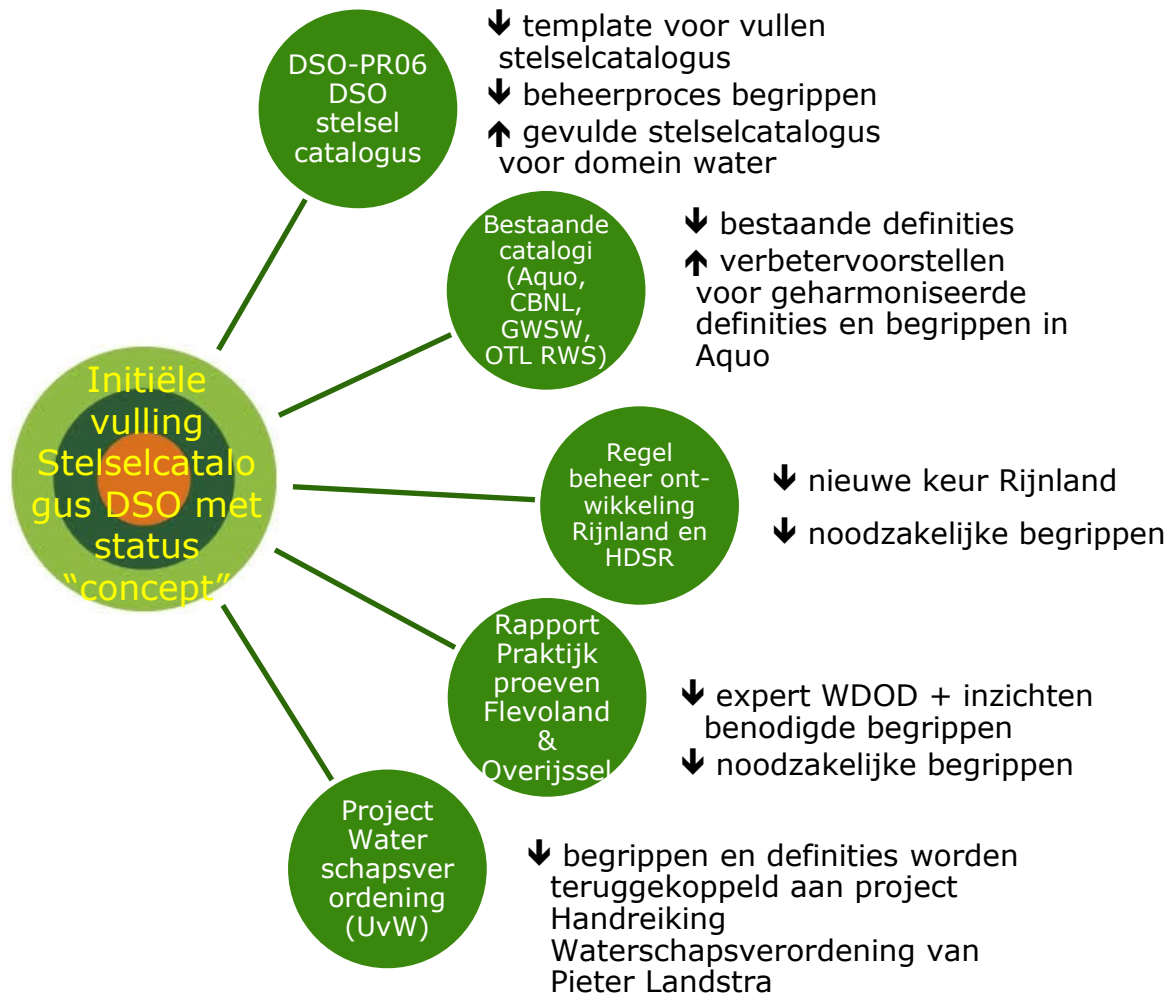 Initiële
vulling
Stelselcatalo
gus DSO met
status
“concept”
DSO-PR06
DSO
stelsel
catalogus
🡻 template voor vullen
stelselcatalogus
🡻 beheerproces begrippen
🡹 gevulde stelselcatalogus
voor domein water
Bestaande
catalogi
(Aquo,
CBNL,
GWSW,
OTL RWS)
🡻 bestaande definities
🡹 verbetervoorstellen
voor geharmoniseerde
definities en begrippen in
Aquo
Regel
beheer ont-
wikkeling
Rijnland en
HDSR
🡻 nieuwe keur Rijnland
🡻 noodzakelijke begrippen
Rapport
Praktijk
proeven
Flevoland
&
Overijssel
🡻 expert WDOD + inzichten
benodigde begrippen
🡻 noodzakelijke begrippen
Project
Water
schapsver
ordening
(UvW)
🡻 begrippen en definities worden
teruggekoppeld aan project
Handreiking
Waterschapsverordening van
Pieter Landstra